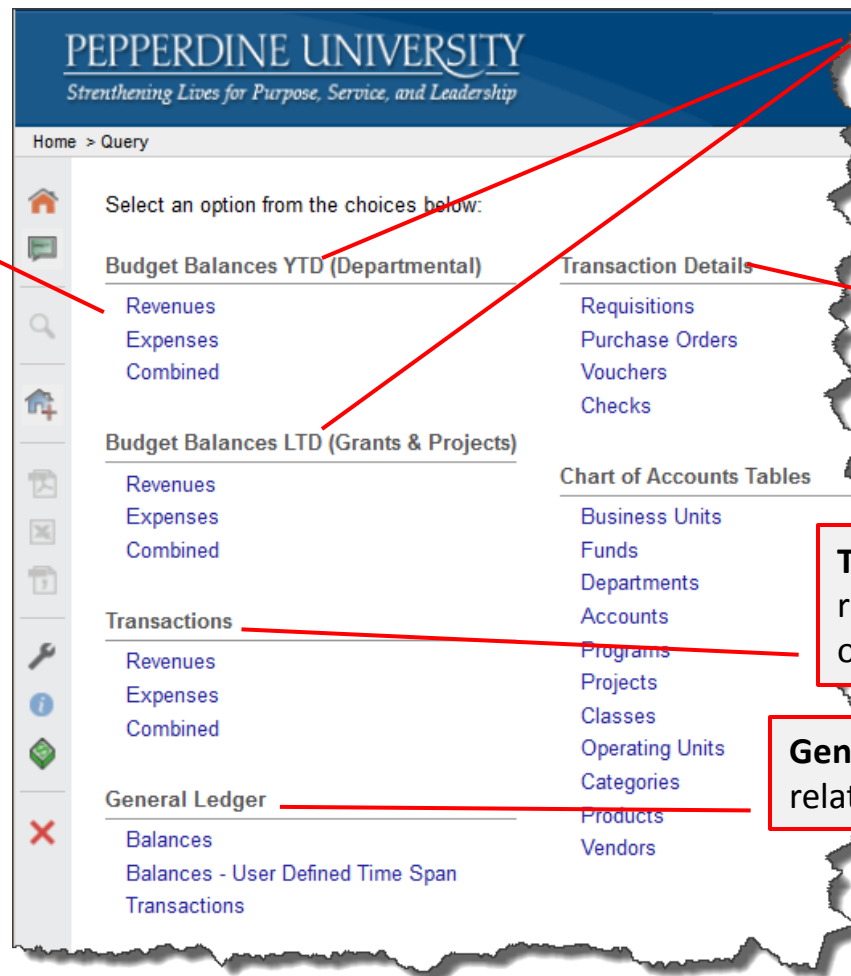 PEPPERDINE UNIVERSITY
Strenthening Lives for Purpose, Service, and Leadership
Home > Query
Select an option from the choices below:
Budget Balances YTD (Departmental)
Revenues
Expenses
Combined
Budget Balances LTD (Grants & Projects)
Revenues
Expenses
Combined
Transactions
Revenues
Expenses
Combined
General Ledger
Balances
Balances - User Defined Time Span
Transactions
Transaction Details
Requisitions
Purchase Orders
Vouchers
Checks
Chart of Accounts Tables
Business Units
Funds
Departments
Accounts
Programs
Projects
Classes
Operating Units
Categories
Products
Vendors